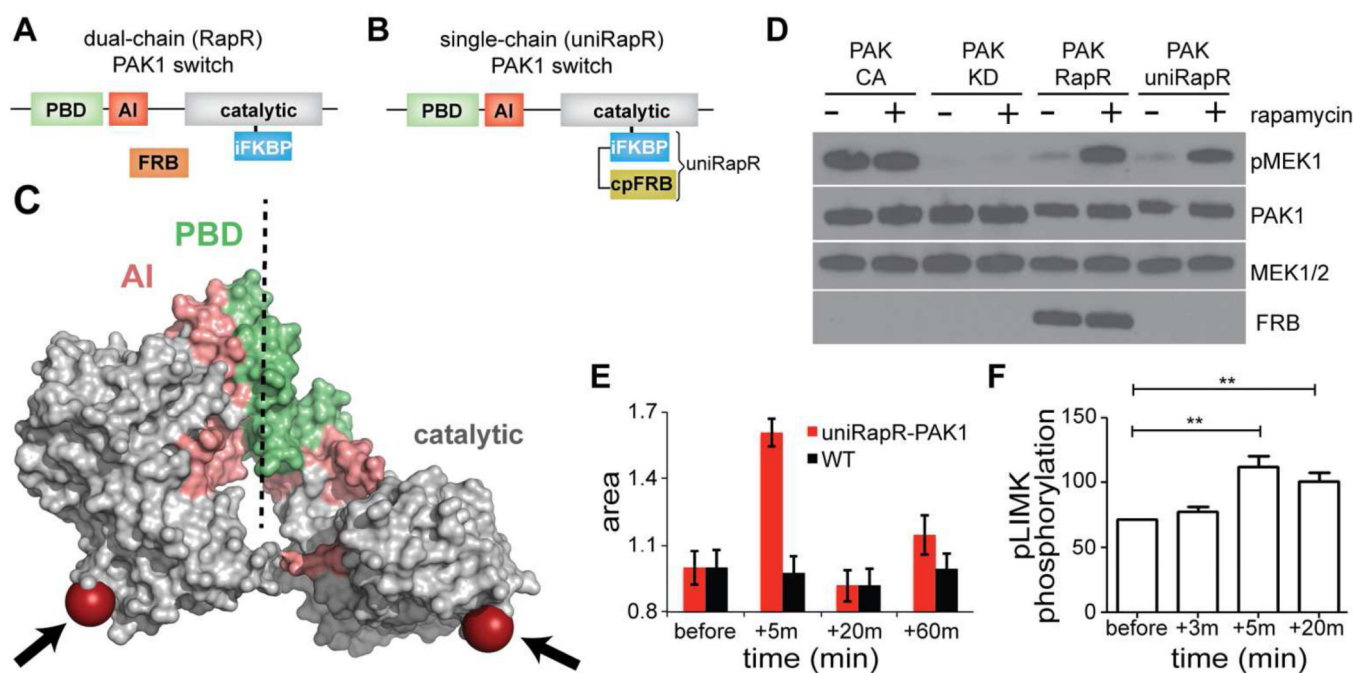 A
dual-chain (RapR)
PAK1 switch
PBD AI catalytic
iFKBP
FRB
B
single-chain (uniRapR)
PAK1 switch
PBD AI catalytic
iFKBP
cpFRB
uniRapR
C
PBD
AI
catalytic
D
PAK CA PAK KD PAK RapR PAK uniRapR
− + − + − + − + rapamycin
pMEK1
PAK1
MEK1/2
FRB
E
area
1.7
1.4
1.1
0.8
uniRapR-PAK1
WT
before +5m +20m +60m
time (min)
F
pLIMK
phosphorylation
150
100
50
0
**
**
before +3m +5m +20m
time (min)